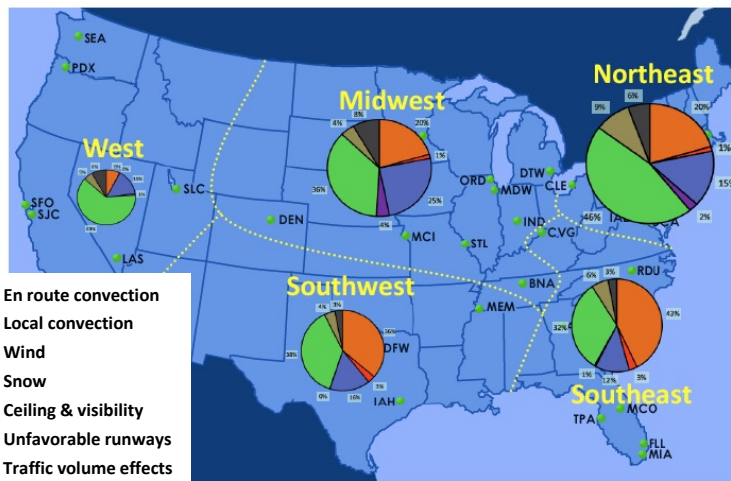 SEA
PDX
Northeast
Midwest
9%
6%
20%
4%
8%
20%
1%
West
1%
15%
DTW
ORD
CLE
MDW
36%
25%
SLC
SFO
SJC
DEN
IND
46%
2%
4%
MCI
STL
CVG
LAS
Southwest
BNA
RDU
6%
3%
En route convection
Local convection
Wind
Snow
Ceiling & visibility
Unfavorable runways
Traffic volume effects
4%
3%
MEM
43%
36%
DFW
32%
38%
3%
1%
12%
3%
0%
16%
IAH
Southeast
TPA
MCO
FLL
MIA